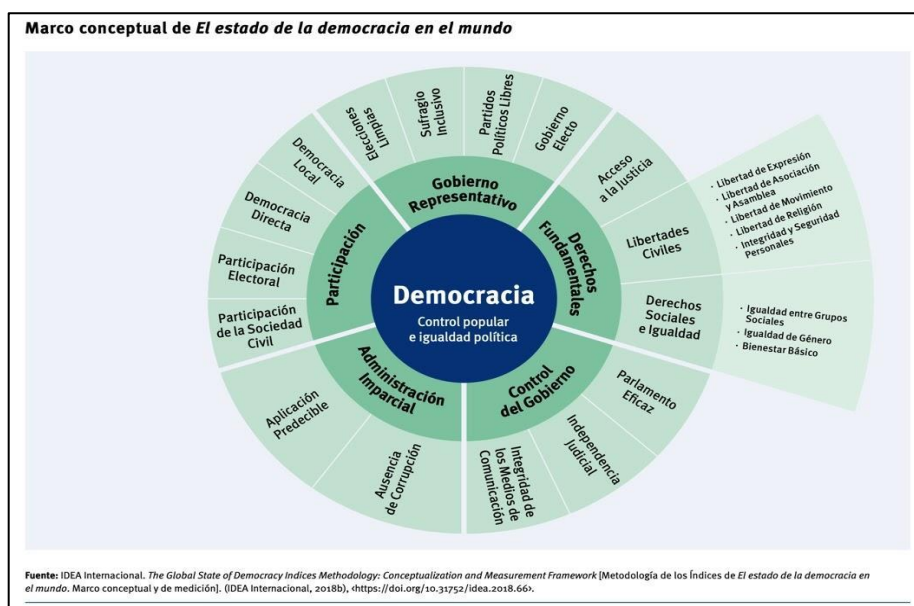 Marco conceptual de El estado de la democracia en el mundo
Elecciones
Limpias
Sufragio
Inclusivo
Partidos
Políticos Libres
Gobierno
Electo
Acceso
a la Justicia
Libertades
Civiles
· Libertad de Expresión
· Libertad de Asociación
y Asamblea
· Libertad de Movimiento
· Libertad de Religión
· Integridad y Seguridad
Personales
Derechos
Sociales
e Igualdad
· Igualdad entre Grupos
Sociales
· Igualdad de Género
· Bienestar Básico
Parlamento
Eficaz
Independencia
Judicial
Integridad de
los Medios de
Comunicación
Ausencia
de Corrupción
Aplicación
Predecible
Participación
de la Sociedad
Civil
Participación
Electoral
Democracia
Directa
Democracia
Local
Gobierno
Representativo
Derechos
Fundamentales
Control
del Gobierno
Administración
Imparcial
Participación
Democracia
Control popular
e igualdad política
Fuente: IDEA Internacional. The Global State of Democracy Indices Methodology: Conceptualization and Measurement Framework [Metodología de los Índices de El estado de la democracia en
el mundo. Marco conceptual y de medición]. (IDEA Internacional, 2018b), <https://doi.org/10.31752/idea.2018.66>.